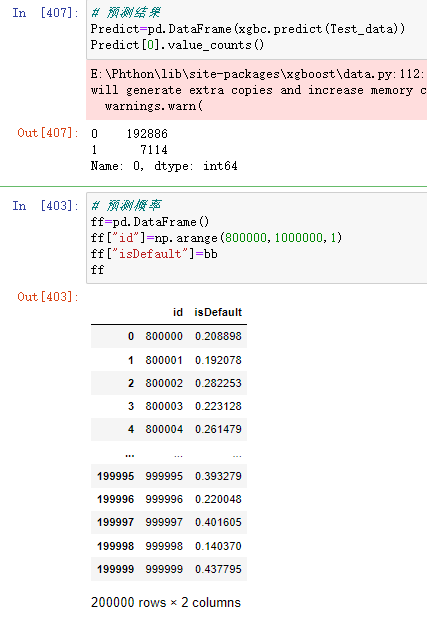 In [407]:
# 预测结果
Predict=pd.DataFrame(xgbc.predict(Test_data))
Predict[0].value_counts()
E:\Phthon\lib\site-packages\xgboost\data.py:112:
will generate extra copies and increase memory c
warnings.warn(
Out[407]:
0 192886
1 7114
Name: 0, dtype: int64
In [403]:
# 预测概率
ff=pd.DataFrame()
ff["id"]=np.arange(800000,1000000,1)
ff["isDefault"]=bb
ff
Out[403]:
id isDefault
0 800000 0.208898
1 800001 0.192078
2 800002 0.282253
3 800003 0.223128
4 800004 0.261479
... ... ...
199995 999995 0.393279
199996 999996 0.220048
199997 999997 0.401605
199998 999998 0.140370
199999 999999 0.437795
200000 rows × 2 columns